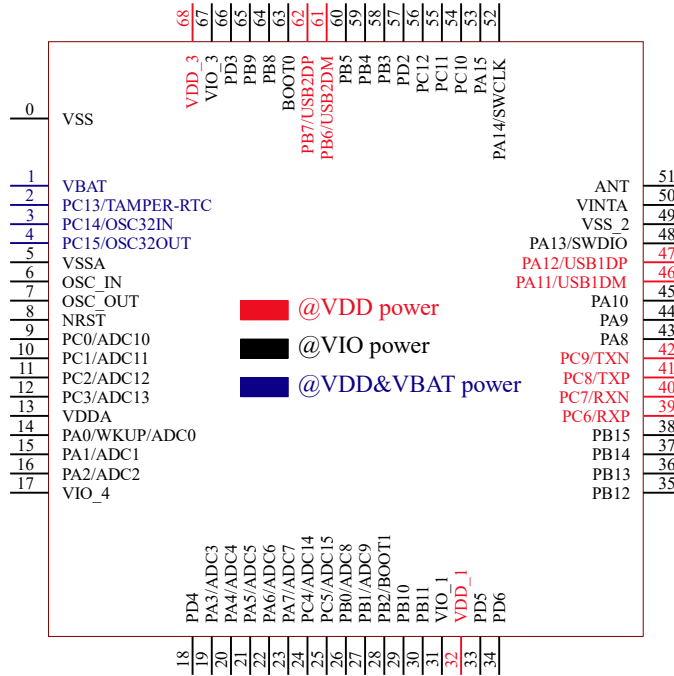 68 67 66 65 64 63 62 61 60 59 58 57 56 55 54 53 52
VDD_3
VIO_3
PD3
PB9
PB8
BOOT0
PB7/USB2DP
PB6/USB2DM
PB5
PB4
PB3
PD2
PC12
PC11
PC10
PA15
PA14/SWCLK
0 VSS
1 VBAT
2 PC13/TAMPER-RTC
3 PC14/OSC32IN
4 PC15/OSC32OUT
5 VSSA
6 OSC_IN
7 OSC_OUT
8 NRST
9 PC0/ADC10
10 PC1/ADC11
11 PC2/ADC12
12 PC3/ADC13
13 VDDA
14 PA0/WKUP/ADC0
15 PA1/ADC1
16 PA2/ADC2
17 VIO_4
@VDD power
@VIO power
@VDD&VBAT power
ANT 51
VINTA 50
VSS_2 49
PA13/SWDIO 48
PA12/USB1DP 47
PA11/USB1DM 46
PA10 45
PA9 44
PA8 43
PC9/TXN 42
PC8/TXP 41
PC7/RXN 40
PC6/RXP 39
PB15 38
PB14 37
PB13 36
PB12 35
PD4
PA3/ADC3
PA4/ADC4
PA5/ADC5
PA6/ADC6
PA7/ADC7
PC4/ADC14
PC5/ADC15
PB0/ADC8
PB1/ADC9
PB2/BOOT1
PB10
PB11
VIO_1
VDD_1
PD5
PD6
18 19 20 21 22 23 24 25 26 27 28 29 30 31 32 33 34